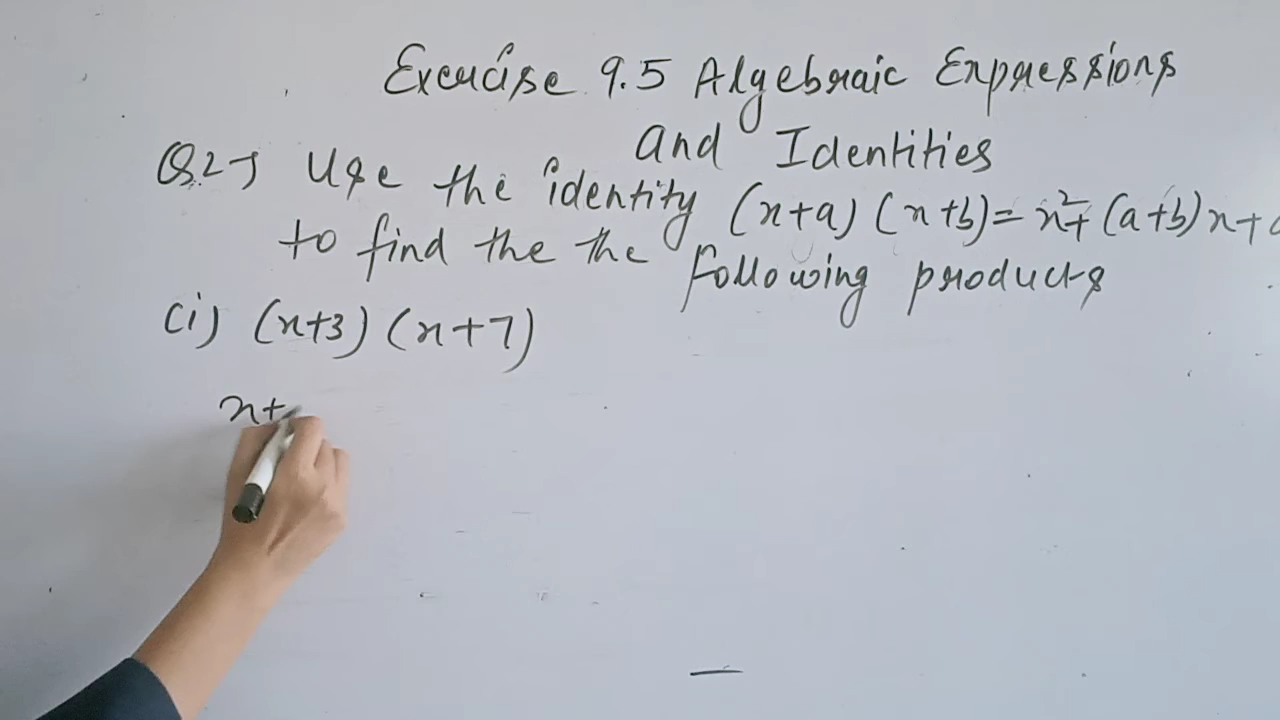 Exercise 9.5 Algebraic Expressions
and Identities
Q.2→ Use the identity (x+a) (x+b)= x²+ (a+b)x+
to find the the following products
(i) (x+3) (x+7)
x+